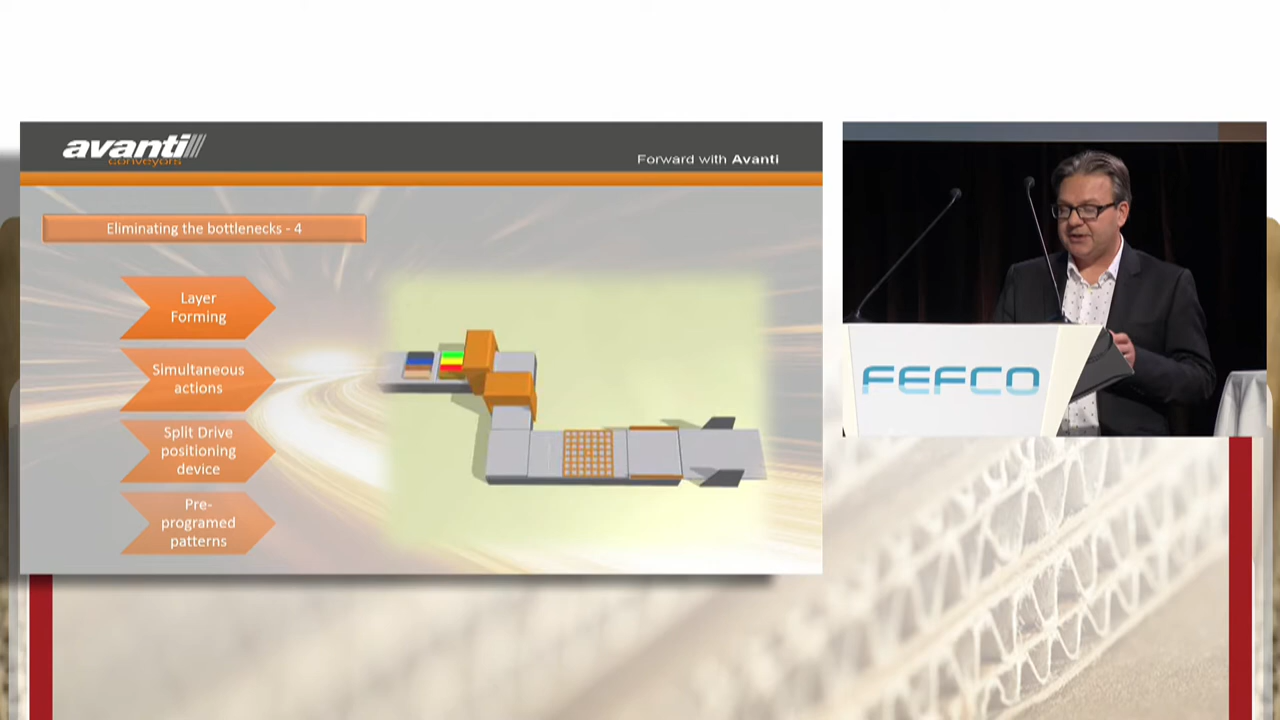 avanti
conveyors
Forward with Avanti
Eliminating the bottlenecks - 4
Layer
Forming
Simultaneous
actions
Split Drive
positioning
device
Pre-
programed
patterns
FEFCO